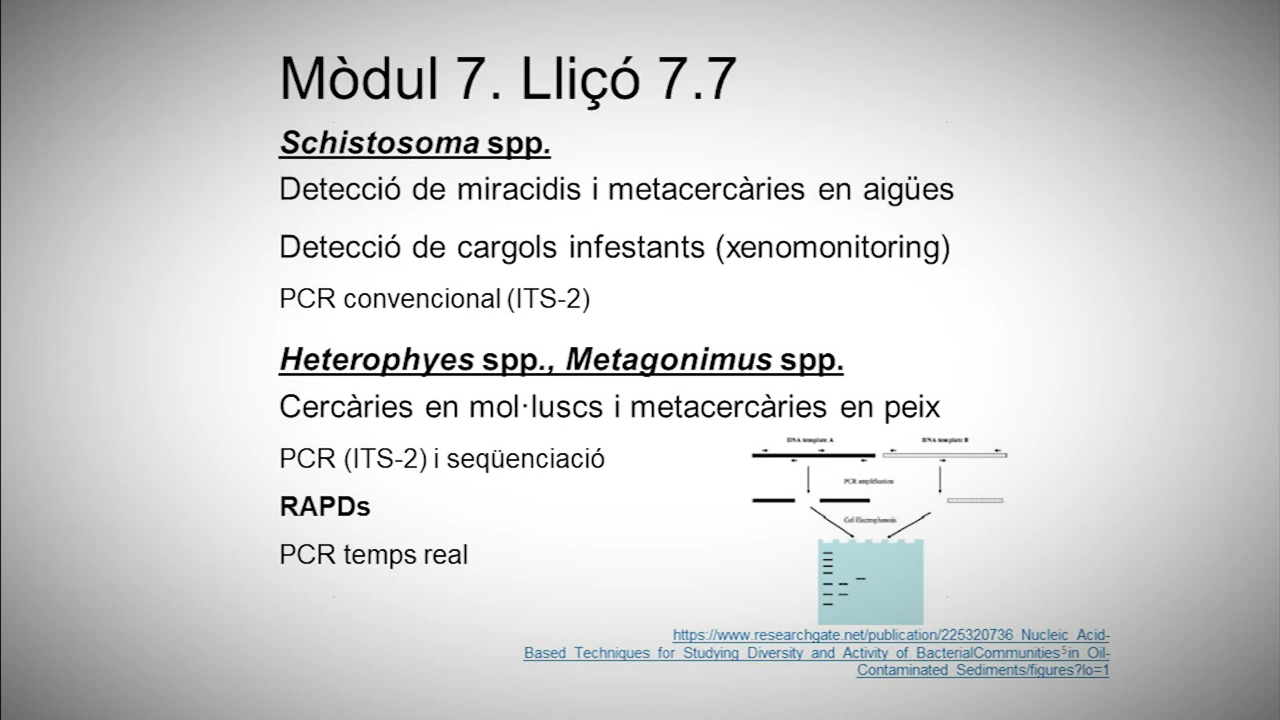 Mòdul 7. Lliçó 7.7
Schistosoma spp.
Detecció de miracidis i metacercàries en aigües
Detecció de cargols infestants (xenomonitoring)
PCR convencional (ITS-2)
Heterophyes spp., Metagonimus spp.
Cercàries en mol·luscs i metacercàries en peix
PCR (ITS-2) i seqüenciació
RAPDs
PCR temps real
DNA template A
DNA template B
PCR amplification
Gel Electrophoresis
https://www.researchgate.net/publication/225320736_Nucleic_Acid-
Based_Techniques_for_Studying_Diversity_and_Activity_of_BacterialCommunities_in_Oil-
Contaminated_Sediments/figures?lo=1
5